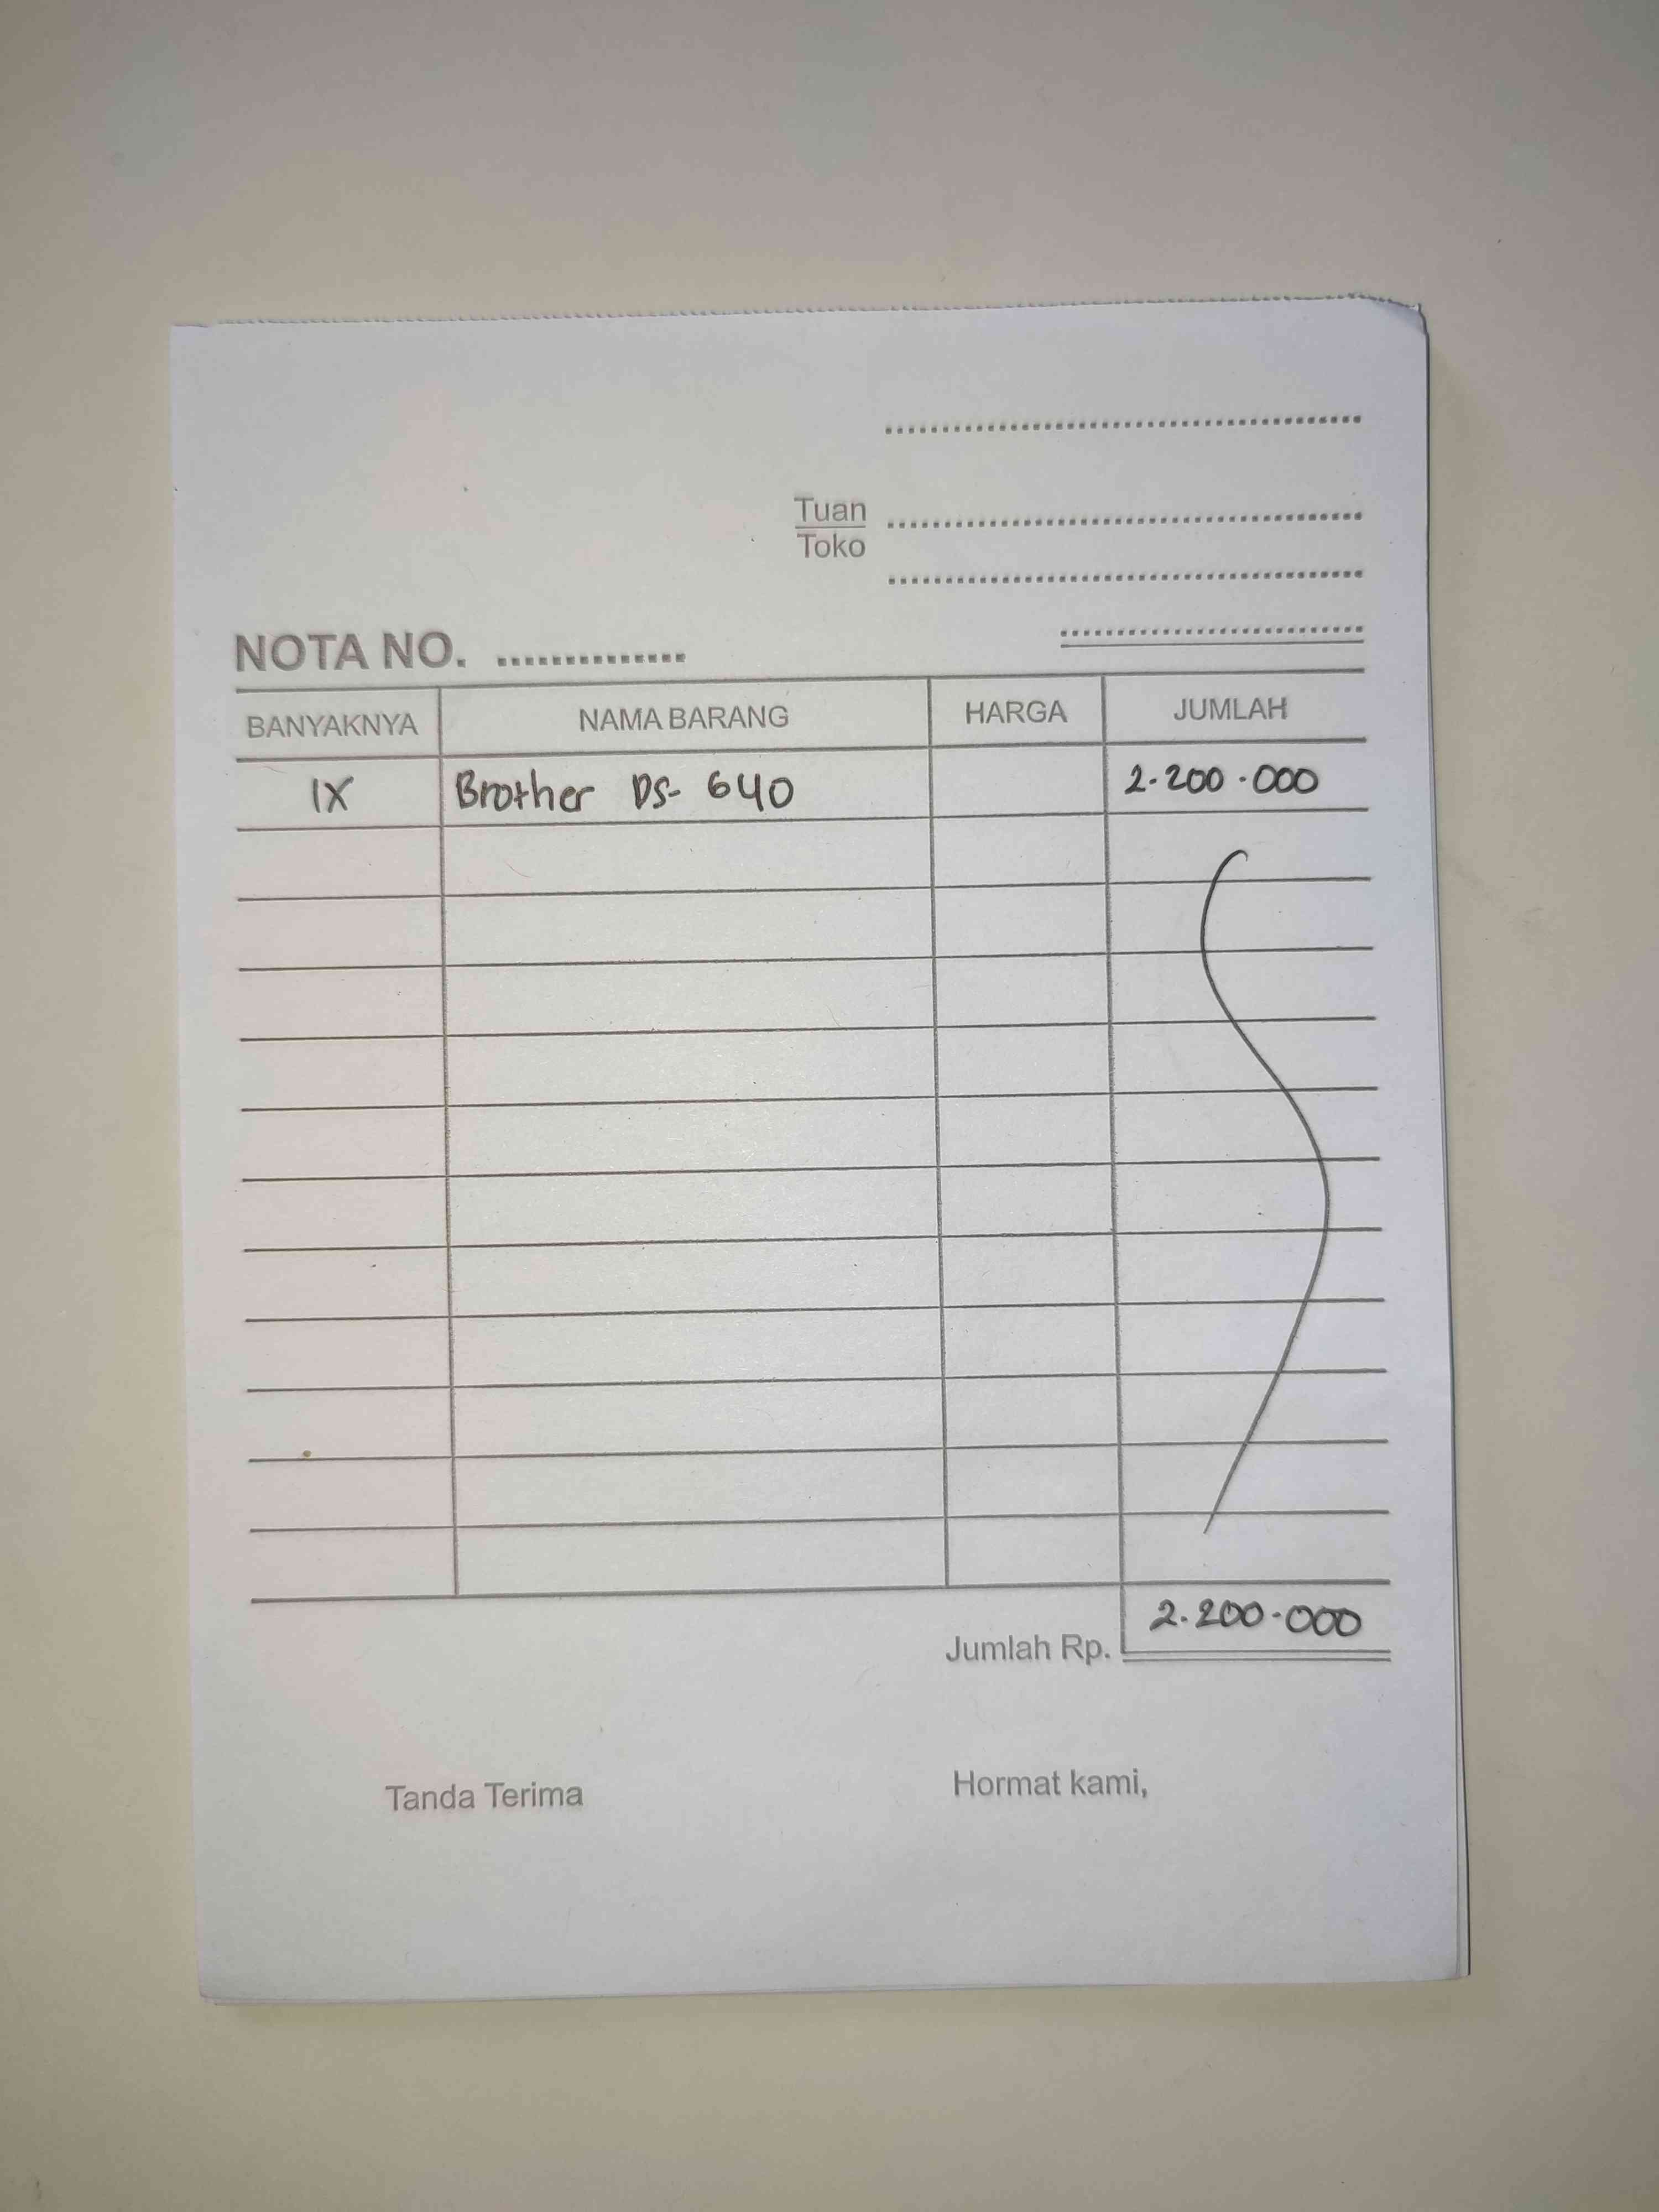 Tuan
Toko
NOTA NO. ..............
BANYAKNYA NAMA BARANG HARGA JUMLAH
1X Brother DS-640 2.200.000
Jumlah Rp. 2.200.000
Tanda Terima Hormat kami,